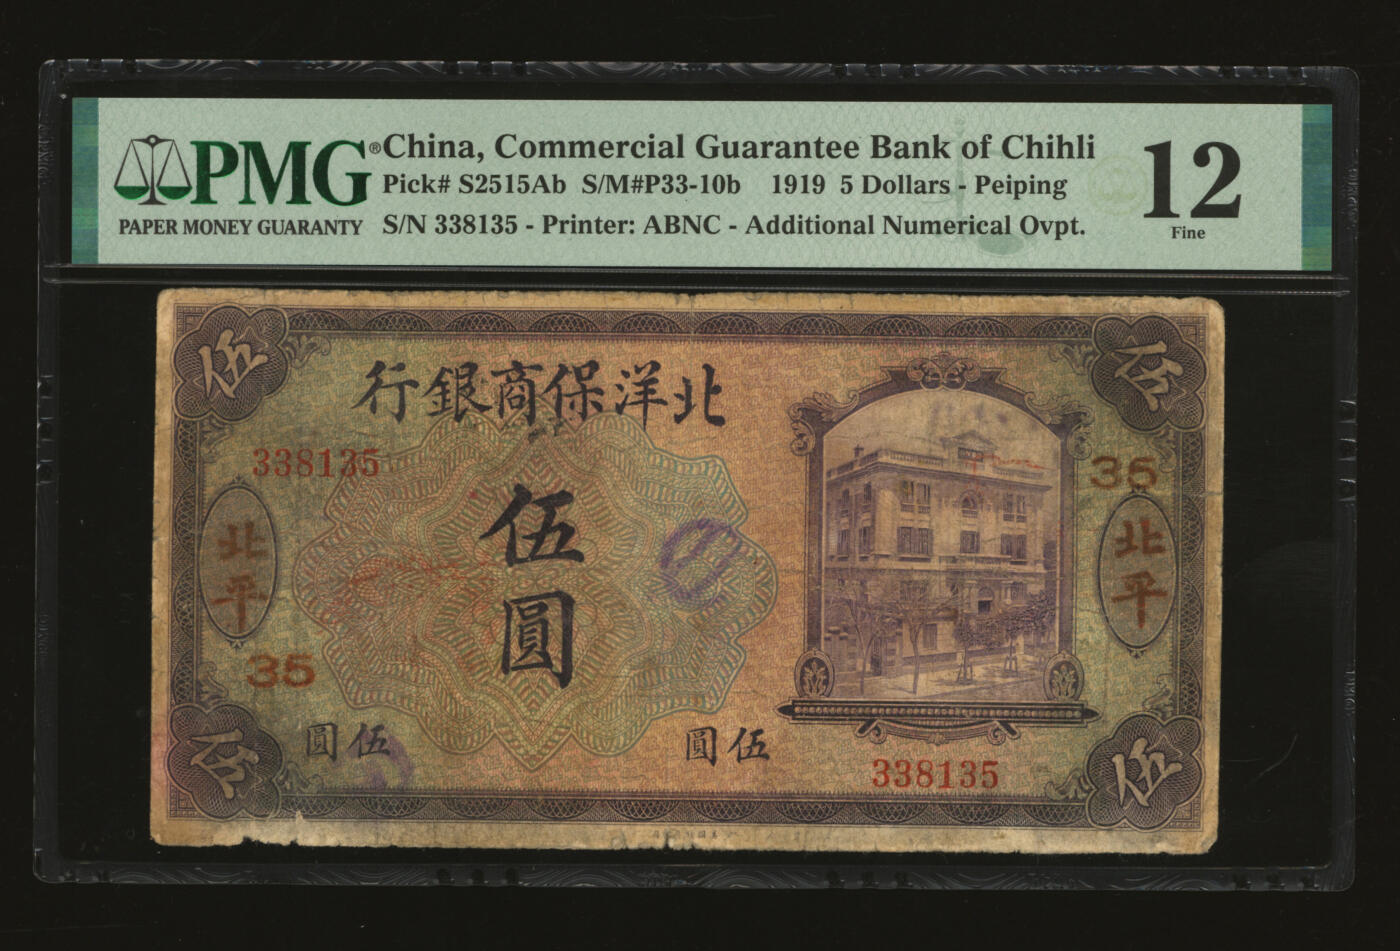 PMG®
PAPER MONEY GUARANTY
China, Commercial Guarantee Bank of Chihli
Pick# S2515Ab S/M#P33-10b 1919 5 Dollars - Peiping
S/N 338135 - Printer: ABNC - Additional Numerical Ovpt.
12
Fine
伍
伍
行銀商保洋北
338135
35
北平
北平
伍圓
35
圓伍
圓伍
338135
伍
伍